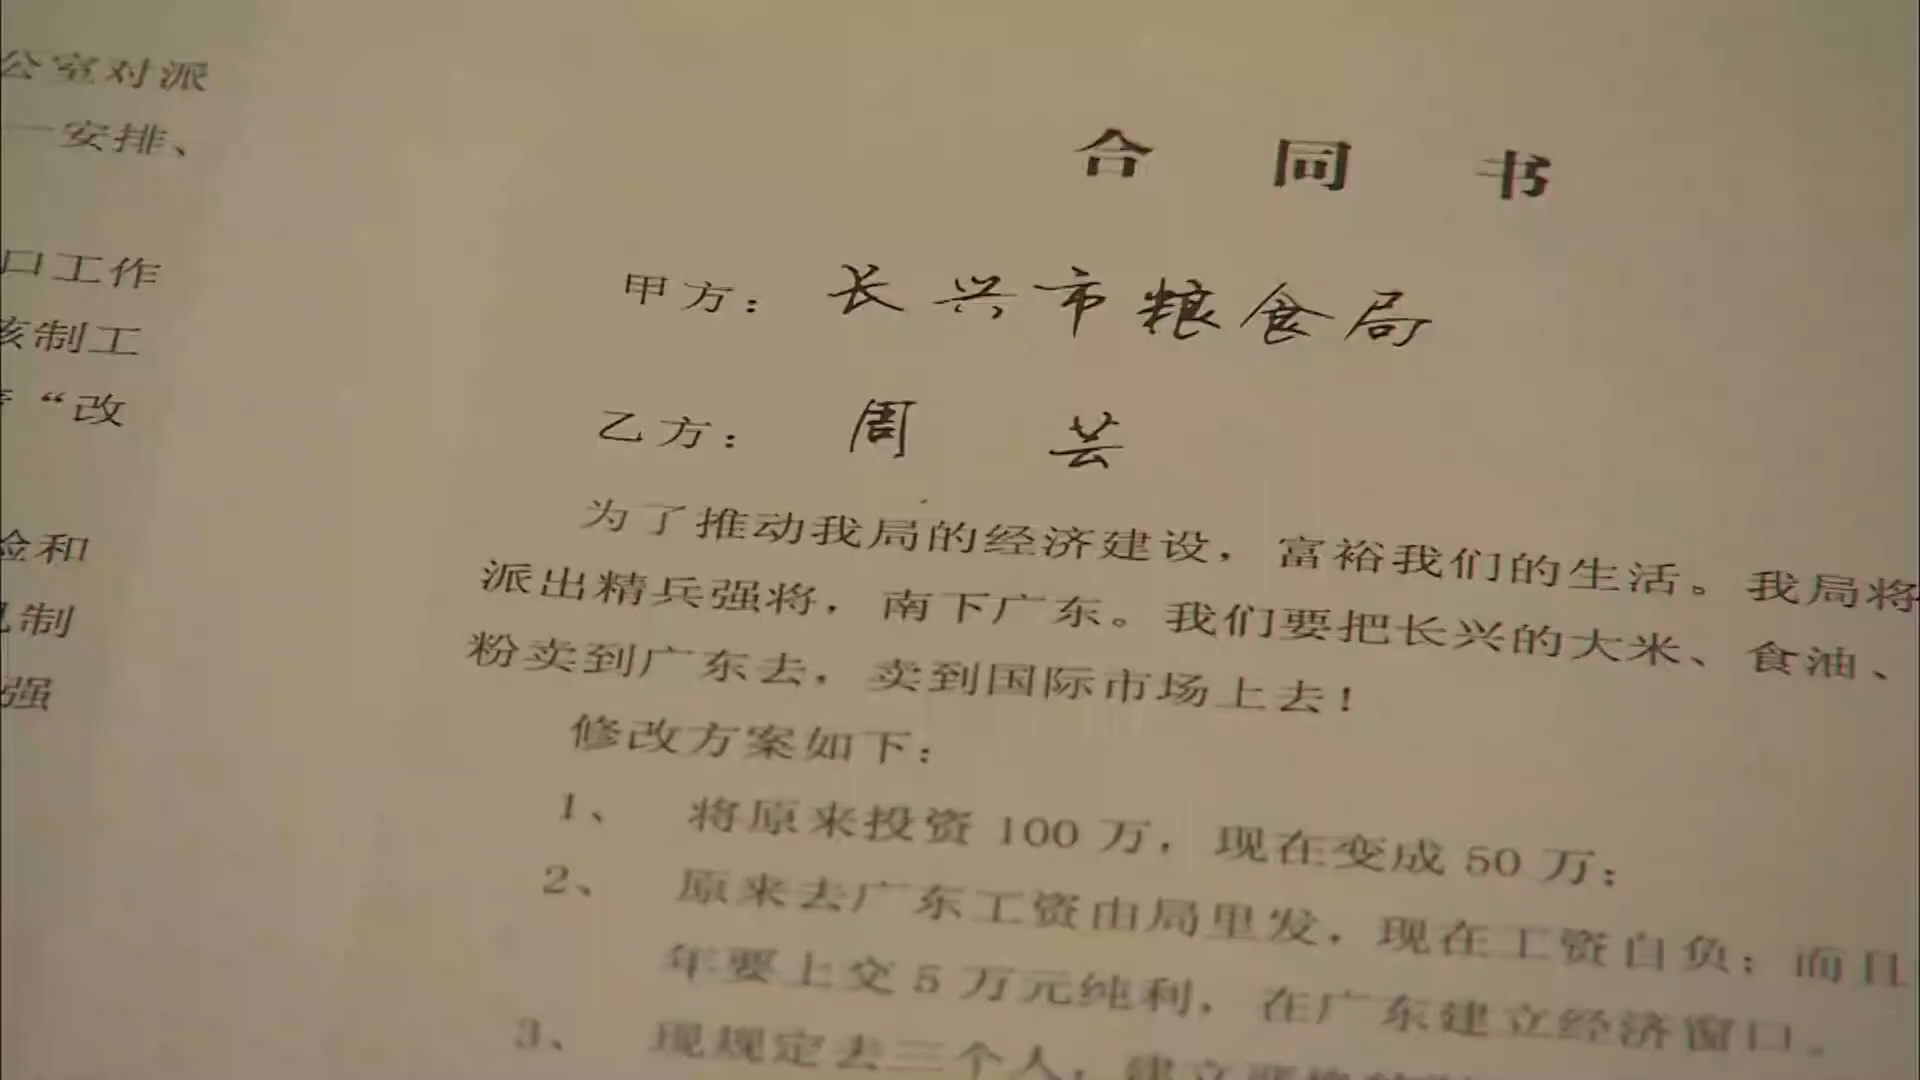 公室对派
一安排、
口工作
核制工
“改
险和
机制
强
合同书
甲方：长兴市粮食局
乙方：周芸
为了推动我局的经济建设，富裕我们的生活。我局将
派出精兵强将，南下广东。我们要把长兴的大米、食油、
粉卖到广东去，卖到国际市场上去！
修改方案如下：
1、 将原来投资 100 万，现在变成 50 万；
2、 原来去广东工资由局里发，现在工资自负；而且
年要上交 5 万元纯利，在广东建立经济窗口。
3、 现规定去三个人，建立